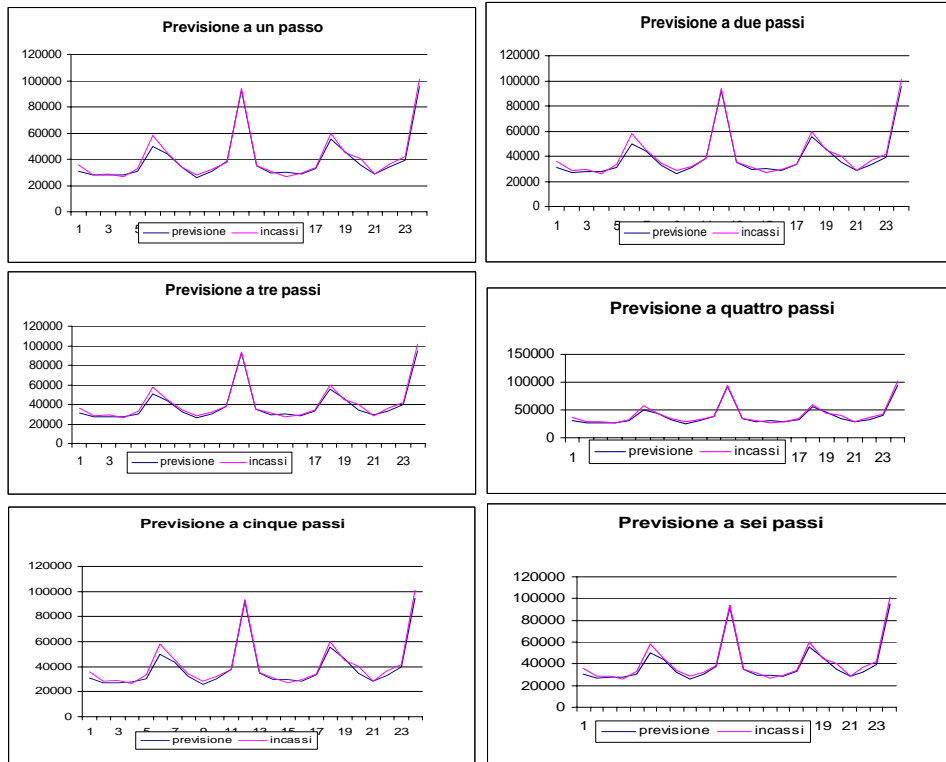 Previsione a un passo
120000
100000
80000
60000
40000
20000
0
1 3 5 17 19 21 23
previsione incassi
Previsione a due passi
120000
100000
80000
60000
40000
20000
0
1 3 5 17 19 21 23
previsione incassi
Previsione a tre passi
120000
100000
80000
60000
40000
20000
0
1 3 17 19 21 23
previsione incassi
Previsione a quattro passi
150000
100000
50000
0
1 17 19 21 23
previsione incassi
Previsione a cinque passi
120000
100000
80000
60000
40000
20000
0
1 3 5 7 9 11 13 15 17 19 21 23
previsione incassi
Previsione a sei passi
120000
100000
80000
60000
40000
20000
0
1 19 21 23
previsione incassi